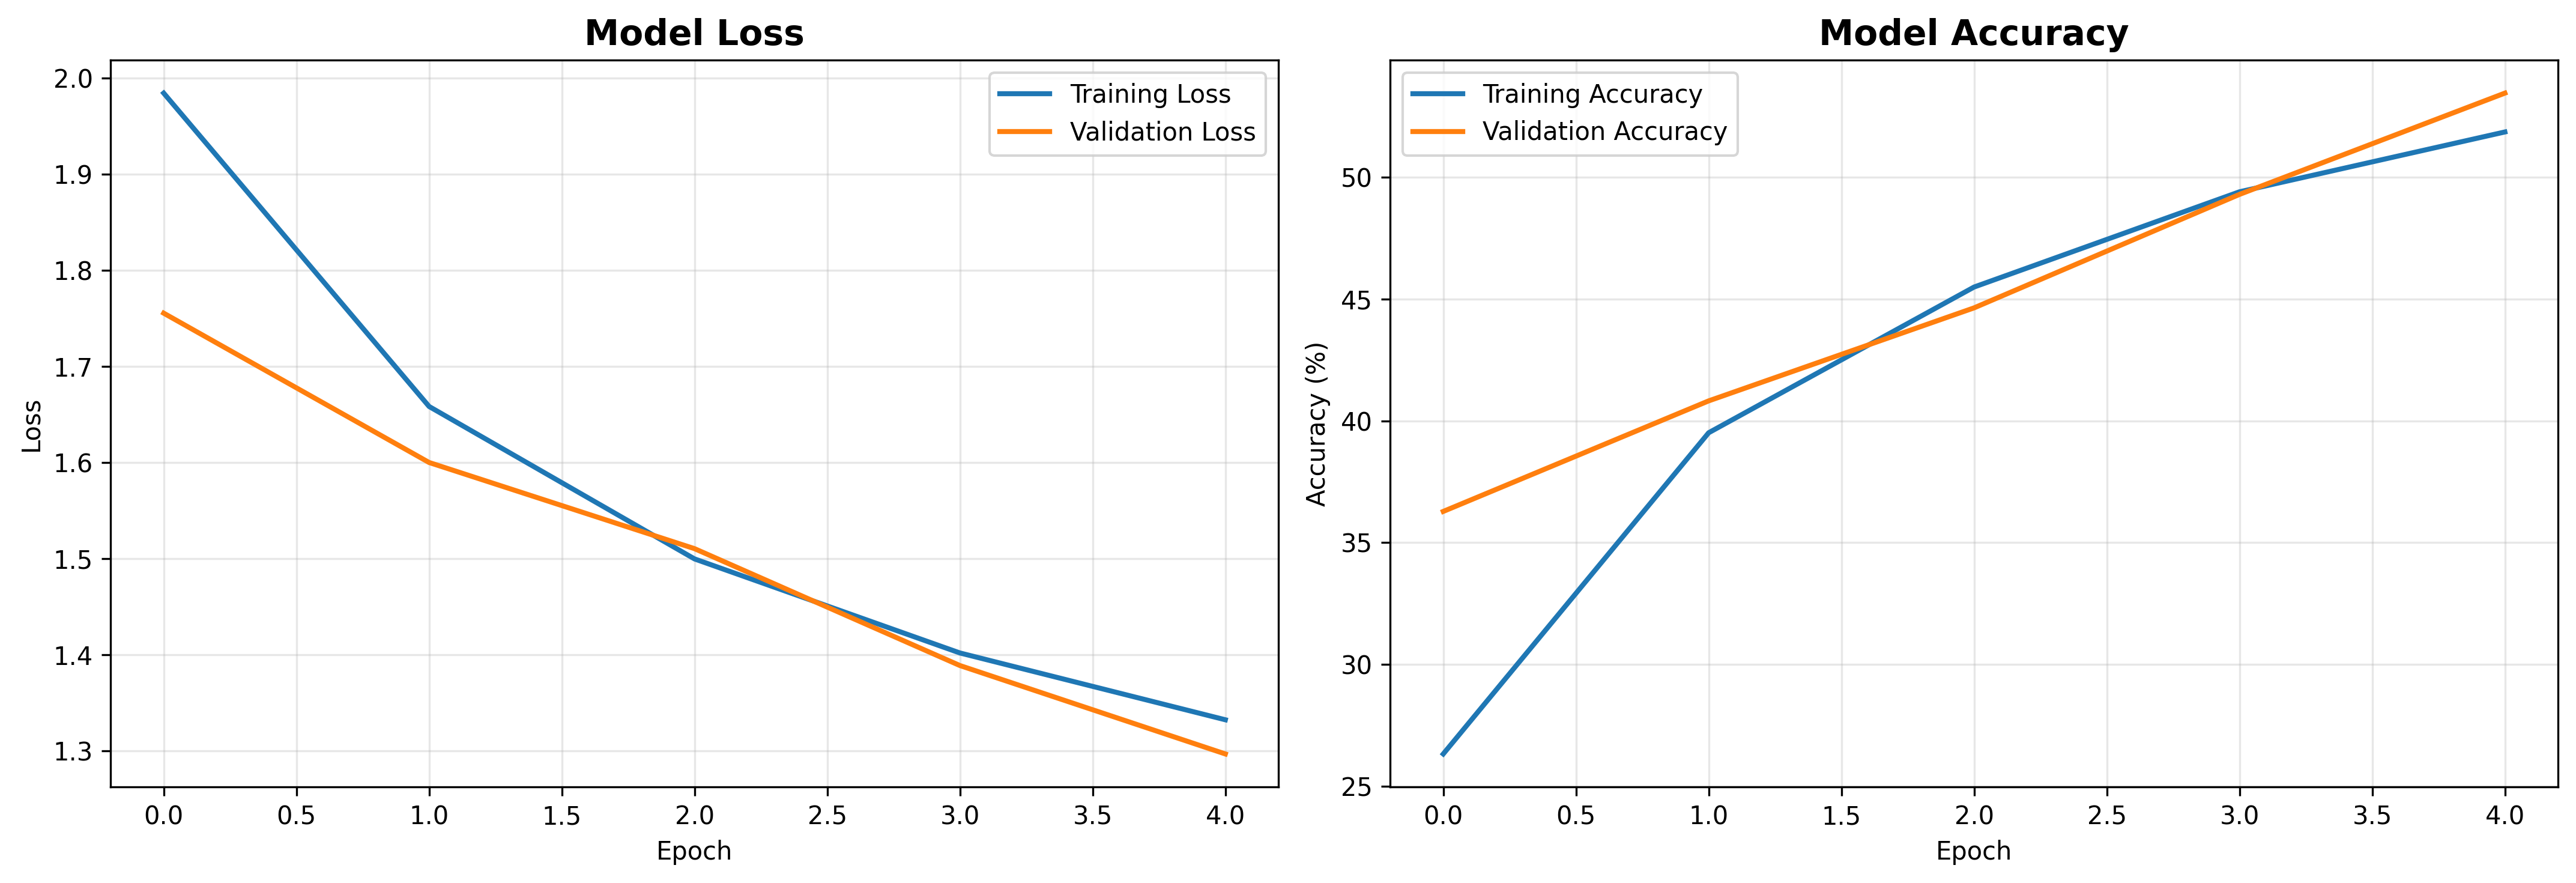 Model Loss
2.0
1.9
1.8
1.7
1.6
1.5
1.4
1.3
Loss
Training Loss
Validation Loss
0.0 0.5 1.0 1.5 2.0 2.5 3.0 3.5 4.0
Epoch
Model Accuracy
50
45
40
35
30
25
Accuracy (%)
Training Accuracy
Validation Accuracy
0.0 0.5 1.0 1.5 2.0 2.5 3.0 3.5 4.0
Epoch